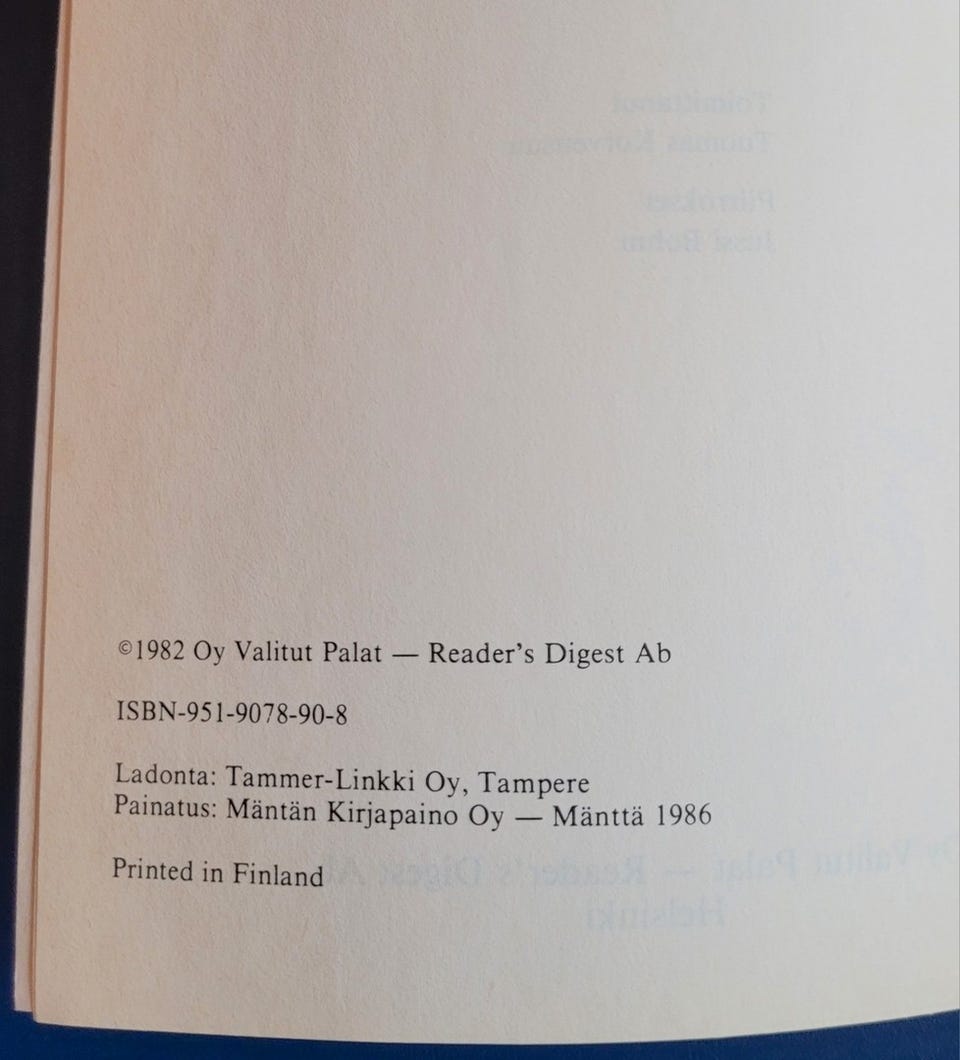 ©1982 Oy Valitut Palat — Reader's Digest Ab
ISBN-951-9078-90-8
Ladonta: Tammer-Linkki Oy, Tampere
Painatus: Mäntän Kirjapaino Oy — Mänttä 1986
Printed in Finland